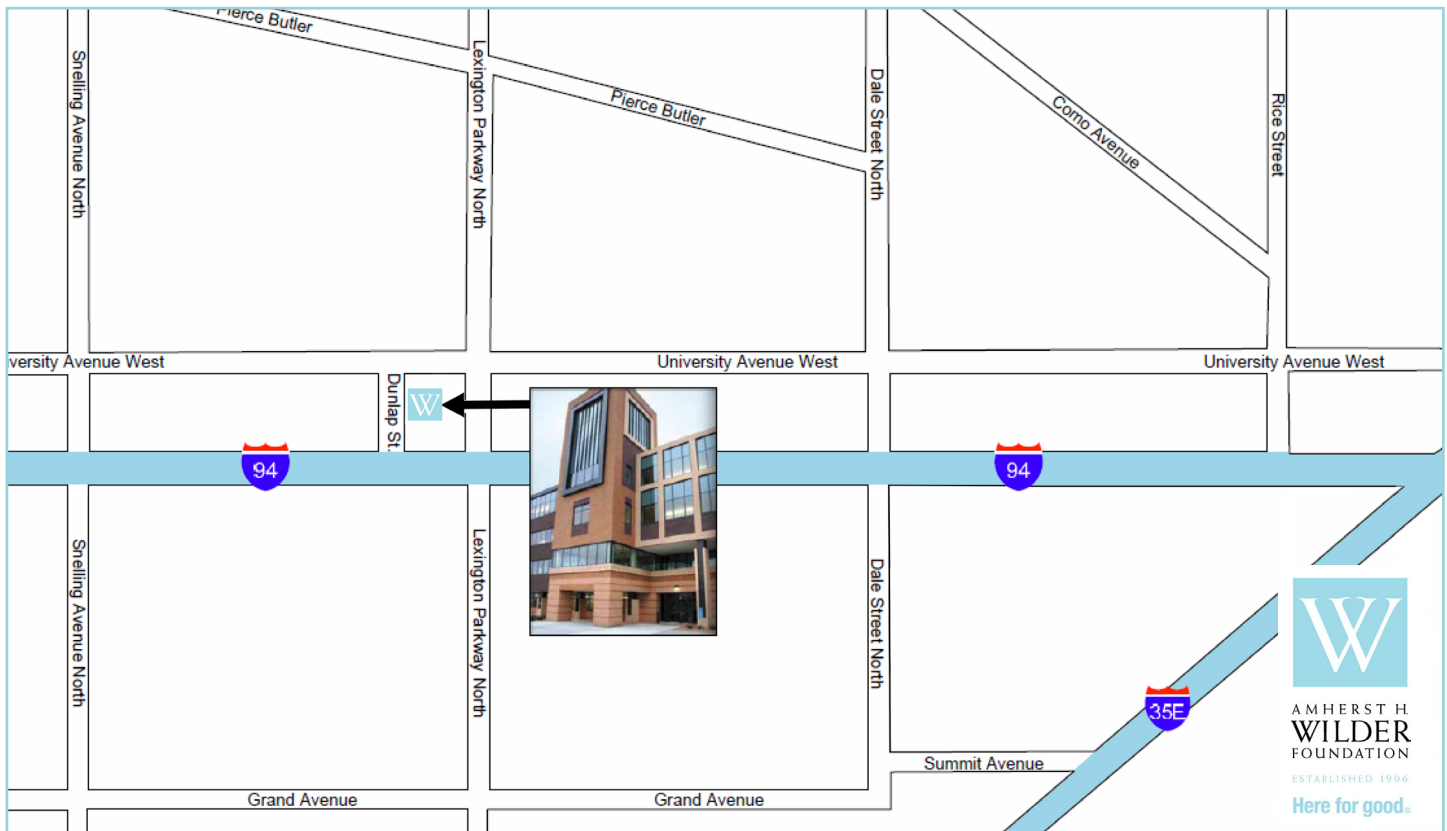 Pierce Butler
Snelling Avenue North
Lexington Parkway North
Pierce Butler
Dale Street North
Como Avenue
Rice Street
iversity Avenue West
University Avenue West
University Avenue West
Dunlap St.
W
94
94
Snelling Avenue North
Lexington Parkway North
Dale Street North
35E
Summit Avenue
Grand Avenue
Grand Avenue
W
AMHERST H.
WILDER
FOUNDATION
ESTABLISHED 1906
Here for good®